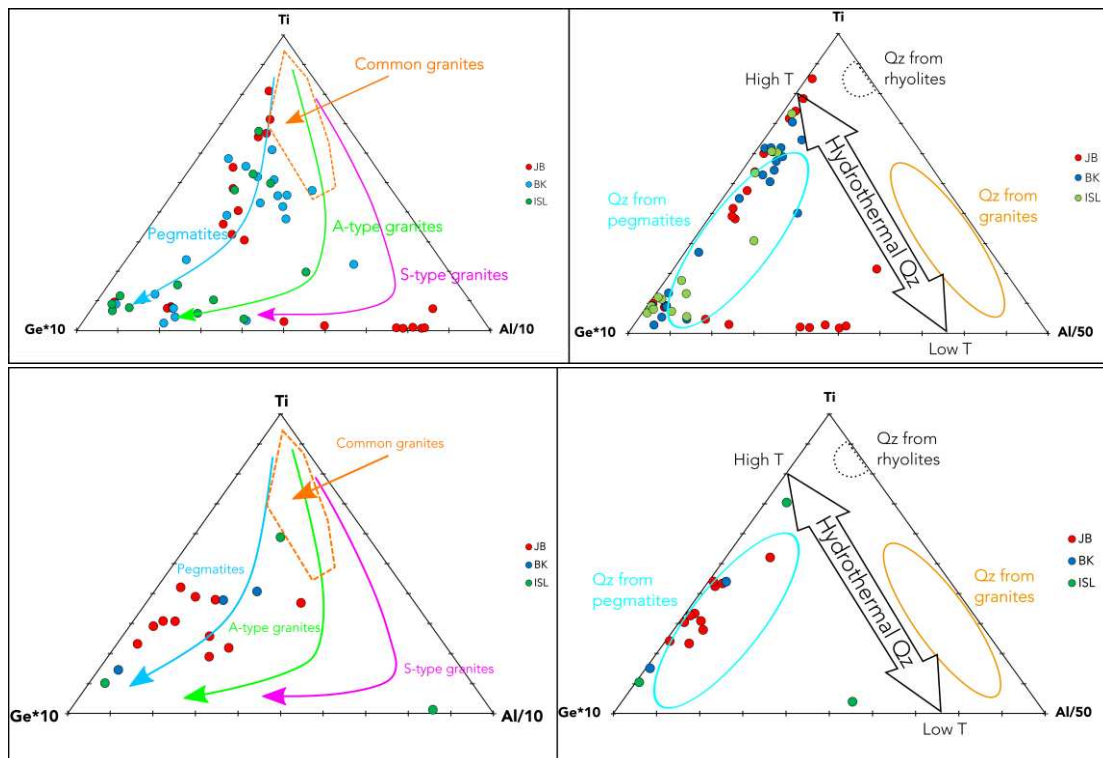 Ti
Common granites
JB
BK
ISL
Pegmatites
A-type granites
S-type granites
Ge*10
Al/10
Ti
Qz from
rhyolites
High T
Hydrothermal Qz
JB
BK
ISL
Qz from
pegmatites
Qz from
granites
Ge*10
Al/50
Low T
Ti
Common granites
JB
BK
ISL
Pegmatites
A-type granites
S-type granites
Ge*10
Al/10
Ti
Qz from
rhyolites
High T
Hydrothermal Qz
JB
BK
ISL
Qz from
pegmatites
Qz from
granites
Ge*10
Al/50
Low T